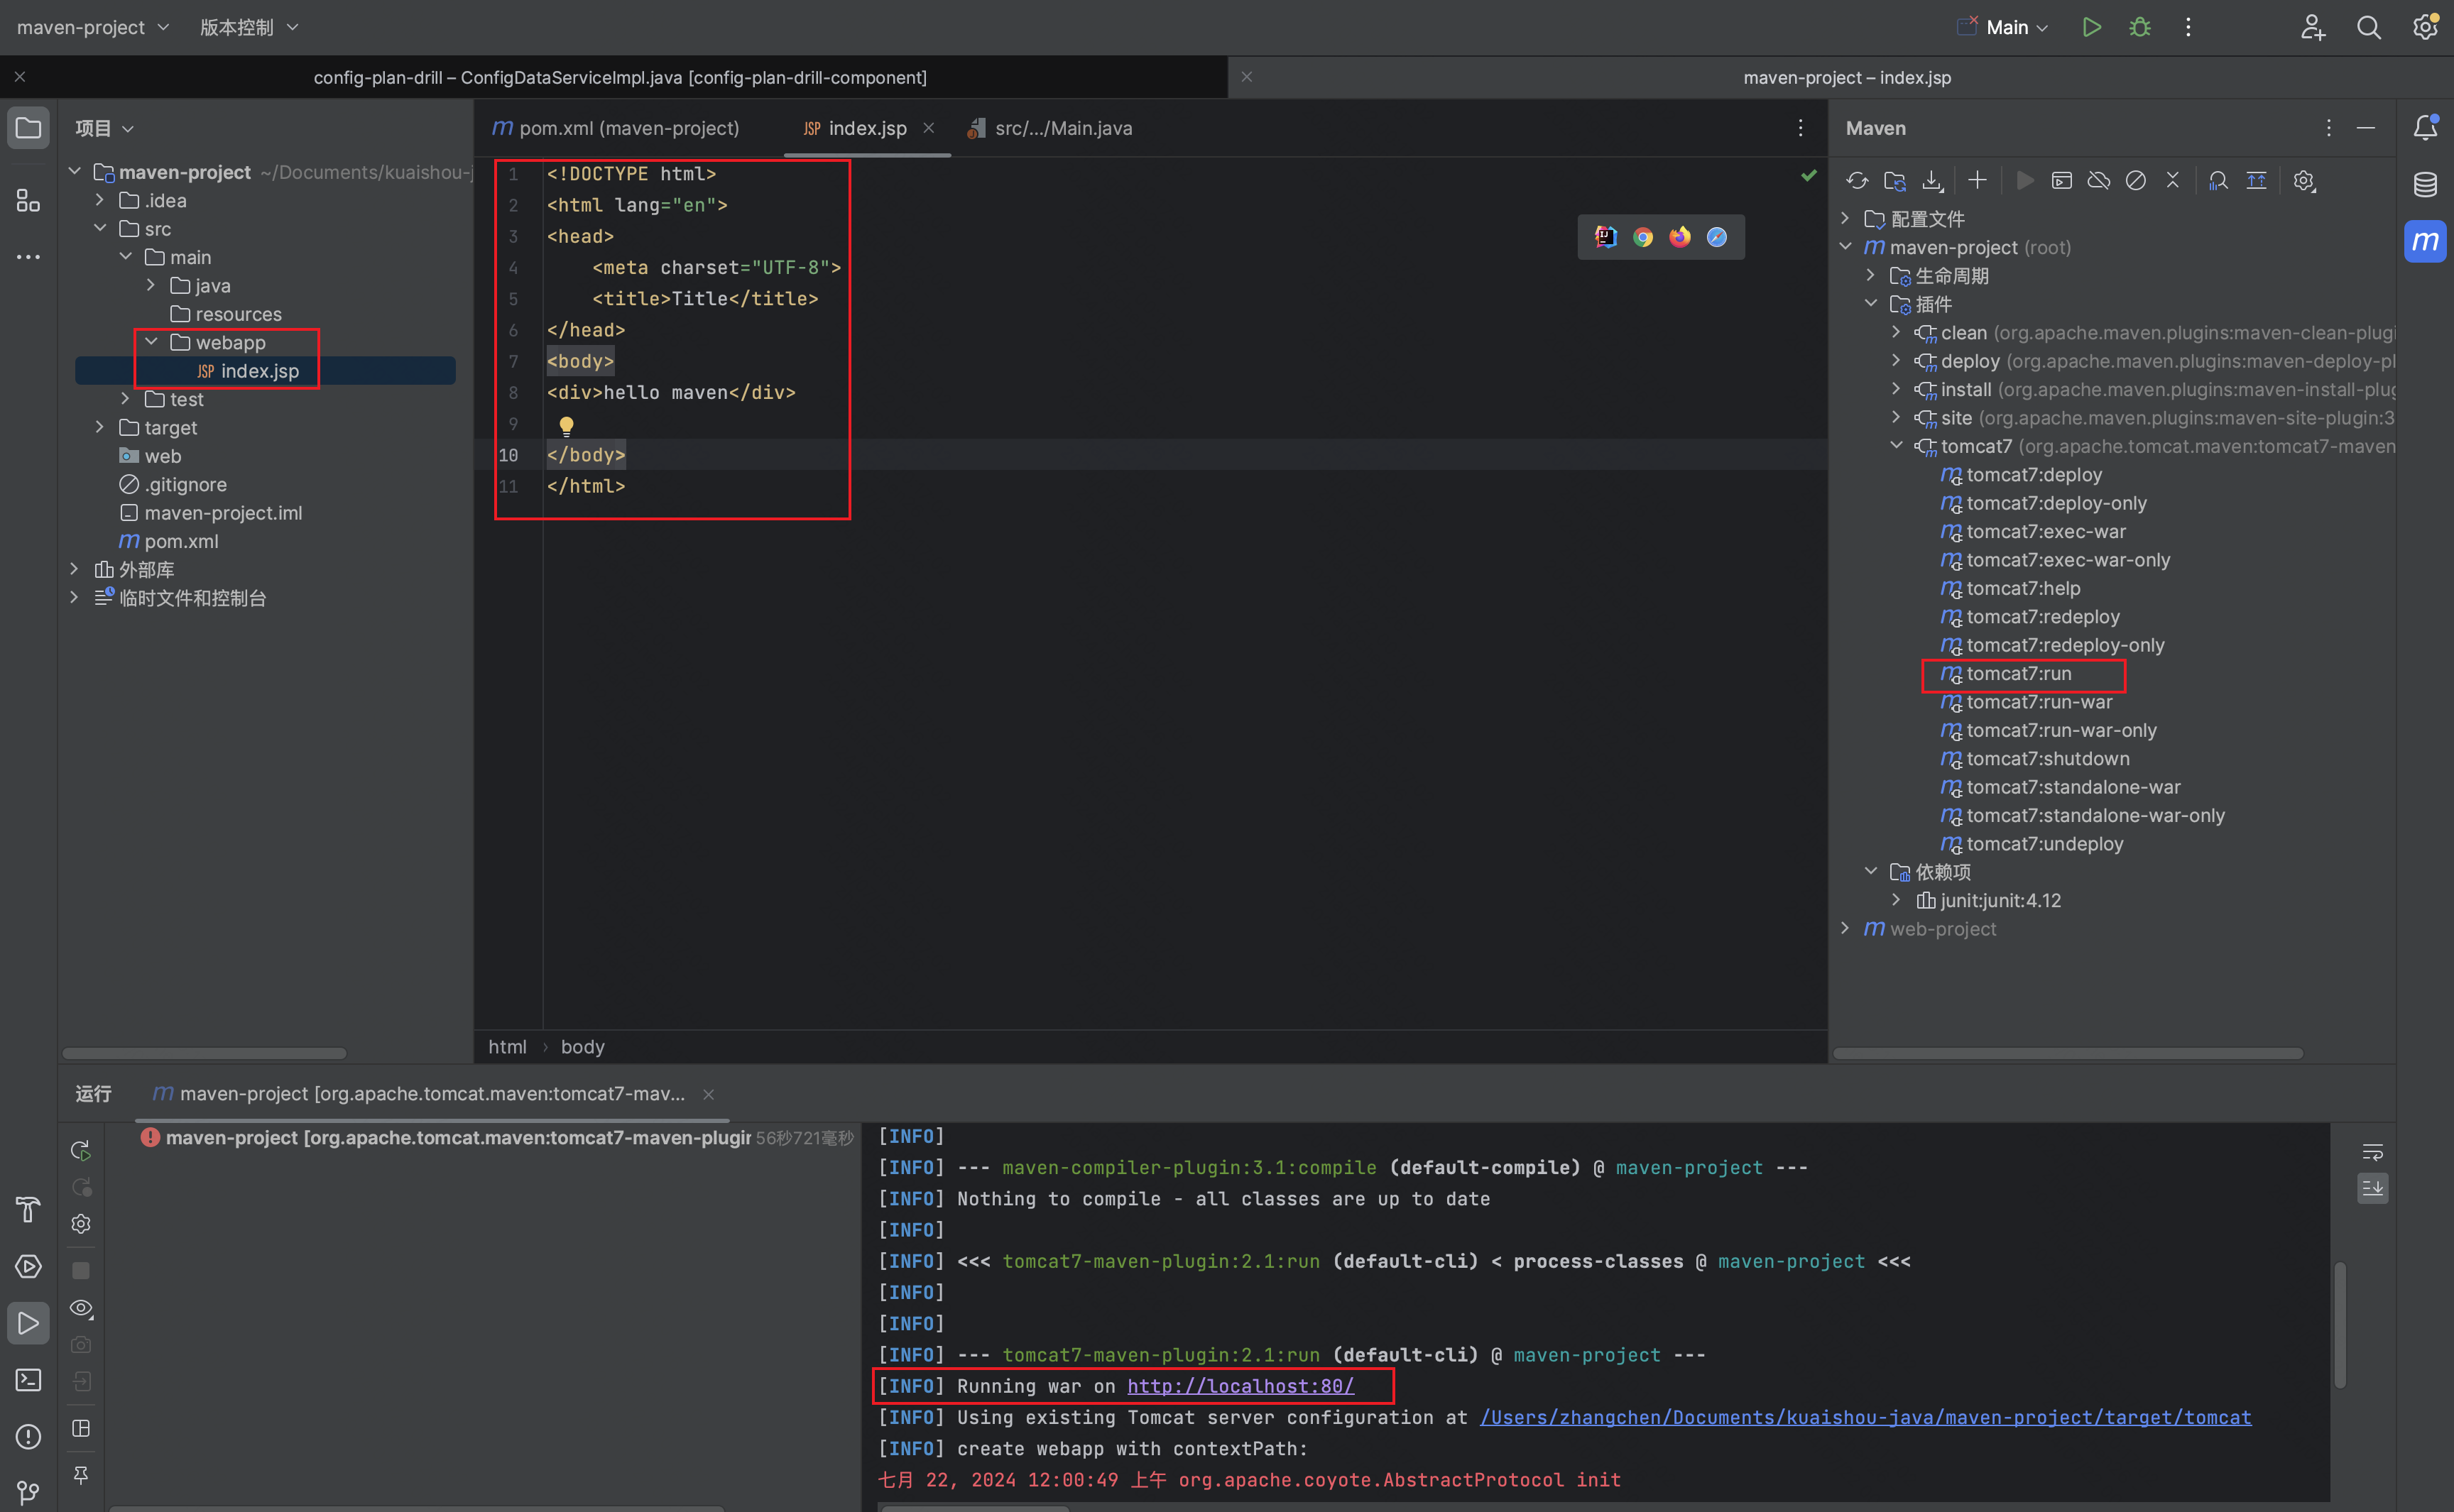 maven-project
版本控制
Main
config-plan-drill – ConfigDataServiceImpl.java [config-plan-drill-component]
maven-project – index.jsp
项目
maven-project ~/Documents/kuaishou-j
.idea
src
main
java
resources
webapp
JSP index.jsp
test
target
web
.gitignore
maven-project.iml
m pom.xml
外部库
临时文件和控制台
m pom.xml (maven-project)
JSP index.jsp
src/.../Main.java
1 <!DOCTYPE html>
2 <html lang="en">
3 <head>
4 <meta charset="UTF-8">
5 <title>Title</title>
6 </head>
7 <body>
8 <div>hello maven</div>
9
10 </body>
11 </html>
html › body
Maven
配置文件
m maven-project (root)
生命周期
插件
clean (org.apache.maven.plugins:maven-clean-plugi
deploy (org.apache.maven.plugins:maven-deploy-pl
install (org.apache.maven.plugins:maven-install-plug
site (org.apache.maven.plugins:maven-site-plugin:3
tomcat7 (org.apache.tomcat.maven:tomcat7-maven
tomcat7:deploy
tomcat7:deploy-only
tomcat7:exec-war
tomcat7:exec-war-only
tomcat7:help
tomcat7:redeploy
tomcat7:redeploy-only
tomcat7:run
tomcat7:run-war
tomcat7:run-war-only
tomcat7:shutdown
tomcat7:standalone-war
tomcat7:standalone-war-only
tomcat7:undeploy
依赖项
junit:junit:4.12
m web-project
运行
m maven-project [org.apache.tomcat.maven:tomcat7-mav...
maven-project [org.apache.tomcat.maven:tomcat7-maven-plugin 56秒721毫秒
[INFO]
[INFO] --- maven-compiler-plugin:3.1:compile (default-compile) @ maven-project ---
[INFO] Nothing to compile - all classes are up to date
[INFO]
[INFO] <<< tomcat7-maven-plugin:2.1:run (default-cli) < process-classes @ maven-project <<<
[INFO]
[INFO]
[INFO] --- tomcat7-maven-plugin:2.1:run (default-cli) @ maven-project ---
[INFO] Running war on http://localhost:80/
[INFO] Using existing Tomcat server configuration at /Users/zhangchen/Documents/kuaishou-java/maven-project/target/tomcat
[INFO] create webapp with contextPath:
七月 22, 2024 12:00:49 上午 org.apache.coyote.AbstractProtocol init